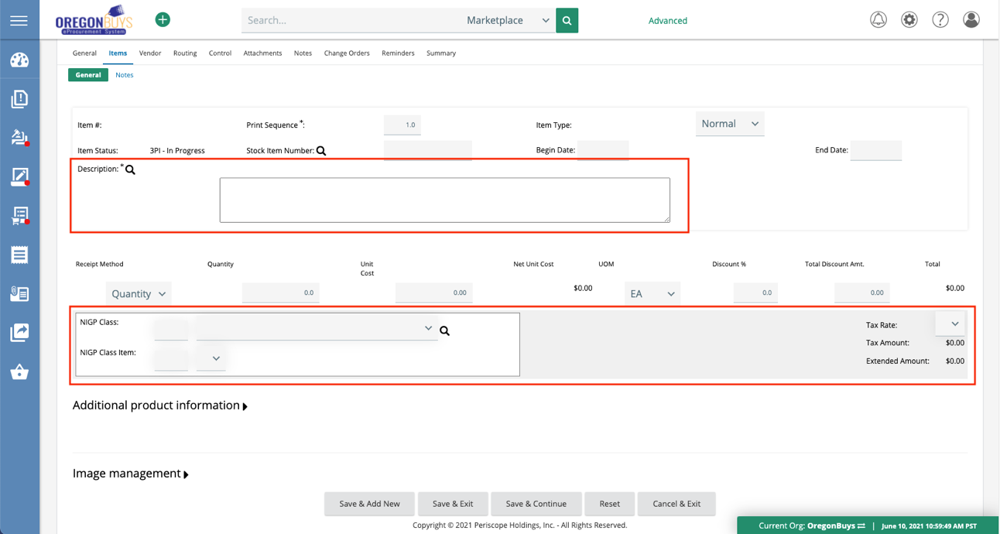 OREGONBUYS
eProcurement System
Search...
Marketplace
Advanced
General Items Vendor Routing Control Attachments Notes Change Orders Reminders Summary
General Notes
Item #: Print Sequence*: 1.0 Item Type: Normal
Item Status: 3PI - In Progress Stock Item Number: Begin Date: End Date:
Description: *
Receipt Method Quantity Unit Cost Net Unit Cost UOM Discount % Total Discount Amt. Total
Quantity 0.0 0.00 $0.00 EA 0.0 0.00 $0.00
NIGP Class: Tax Rate:
Tax Amount: $0.00
NIGP Class Item: Extended Amount: $0.00
Additional product information
Image management
Save & Add New Save & Exit Save & Continue Reset Cancel & Exit
Copyright © 2021 Periscope Holdings, Inc. - All Rights Reserved.
Current Org: OregonBuys | June 10, 2021 10:59:49 AM PST